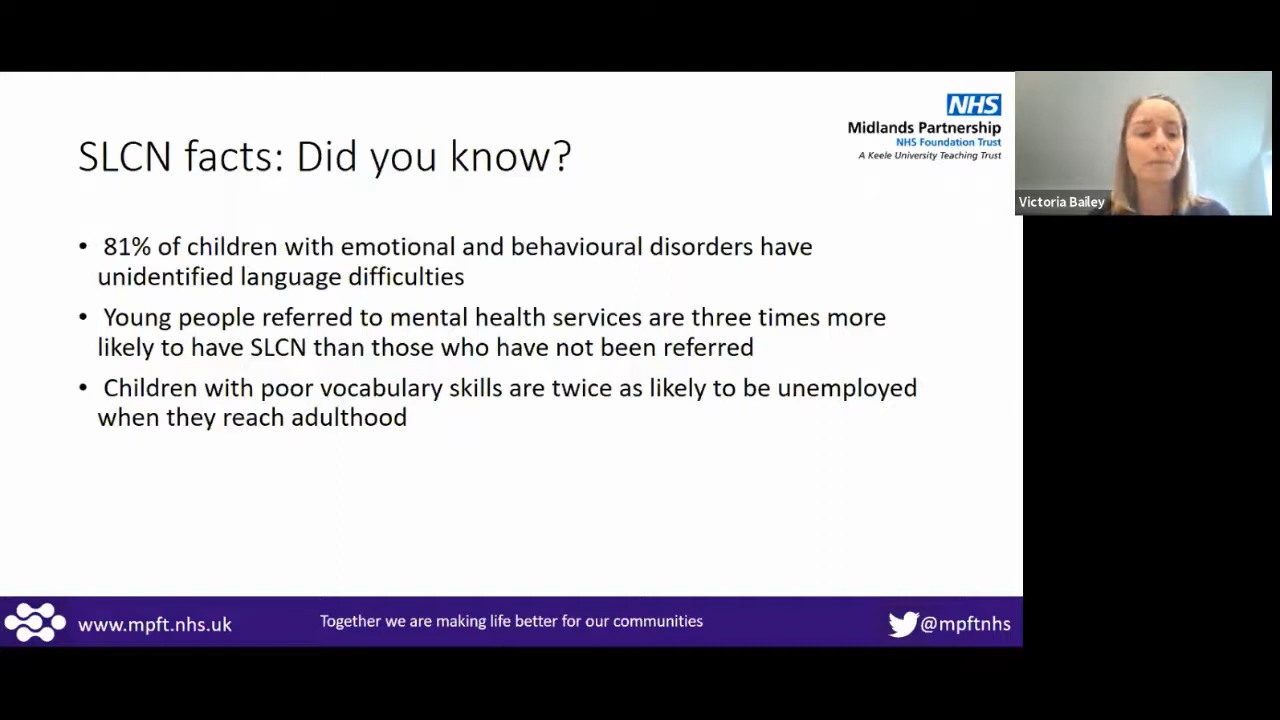 NHS
Midlands Partnership
NHS Foundation Trust
A Keele University Teaching Trust
Victoria Bailey
SLCN facts: Did you know?
• 81% of children with emotional and behavioural disorders have
unidentified language difficulties
• Young people referred to mental health services are three times more
likely to have SLCN than those who have not been referred
• Children with poor vocabulary skills are twice as likely to be unemployed
when they reach adulthood
www.mpft.nhs.uk
Together we are making life better for our communities
@mpftnhs